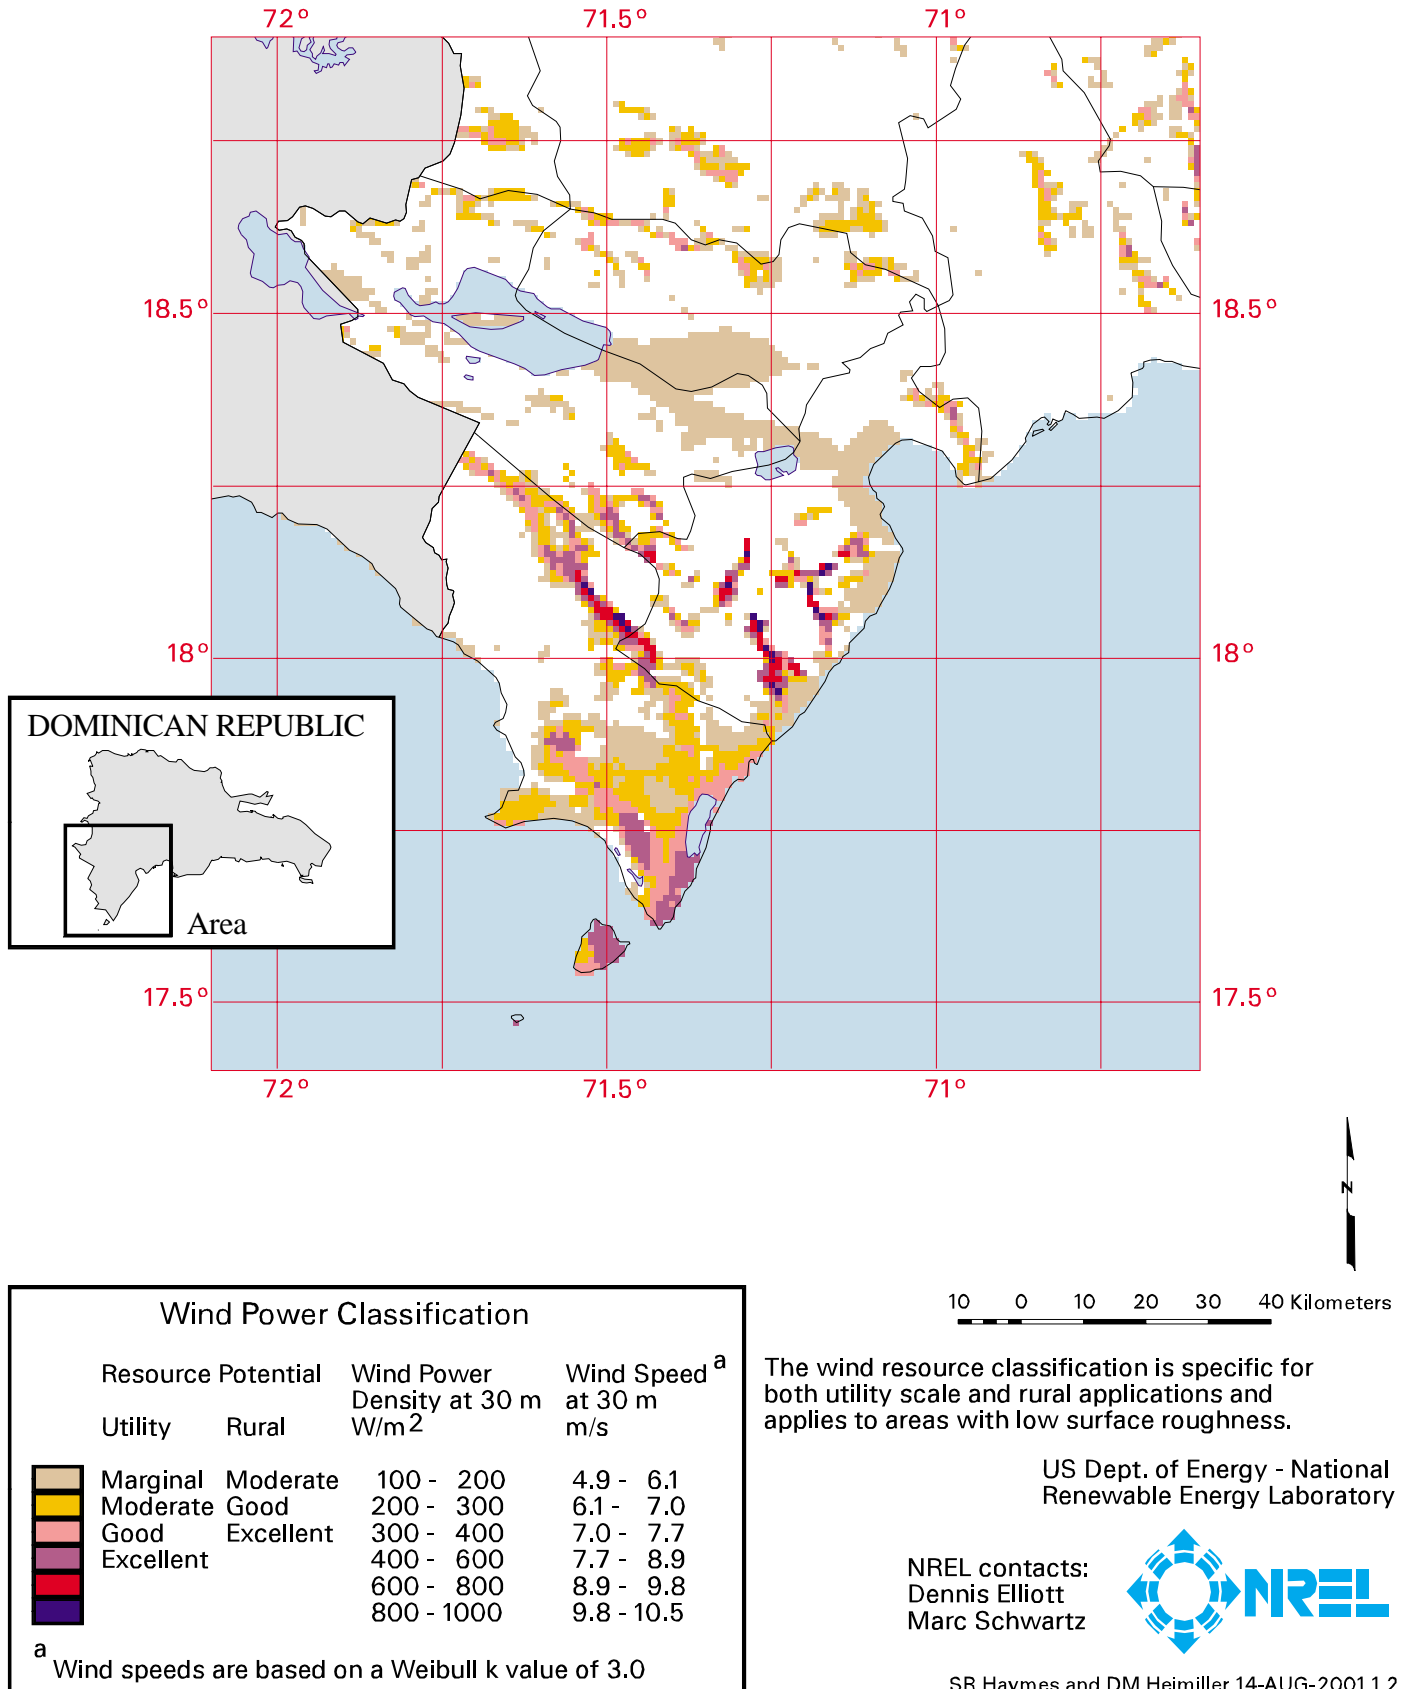 72° 71.5° 71°
18.5° 18.5°
18° 18°
DOMINICAN REPUBLIC
Area
17.5° 17.5°
72° 71.5° 71°
N
Wind Power Classification
Resource Potential Wind Power Wind Speed a
Density at 30 m at 30 m
Utility Rural W/m2 m/s
Marginal Moderate 100 - 200 4.9 - 6.1
Moderate Good 200 - 300 6.1 - 7.0
Good Excellent 300 - 400 7.0 - 7.7
Excellent 400 - 600 7.7 - 8.9
600 - 800 8.9 - 9.8
800 - 1000 9.8 - 10.5
a Wind speeds are based on a Weibull k value of 3.0
10 0 10 20 30 40 Kilometers
The wind resource classification is specific for
both utility scale and rural applications and
applies to areas with low surface roughness.
US Dept. of Energy - National
Renewable Energy Laboratory
NREL contacts:
Dennis Elliott
Marc Schwartz
NREL
SR Haymes and DM Heimiller 14-AUG-2001 1.2